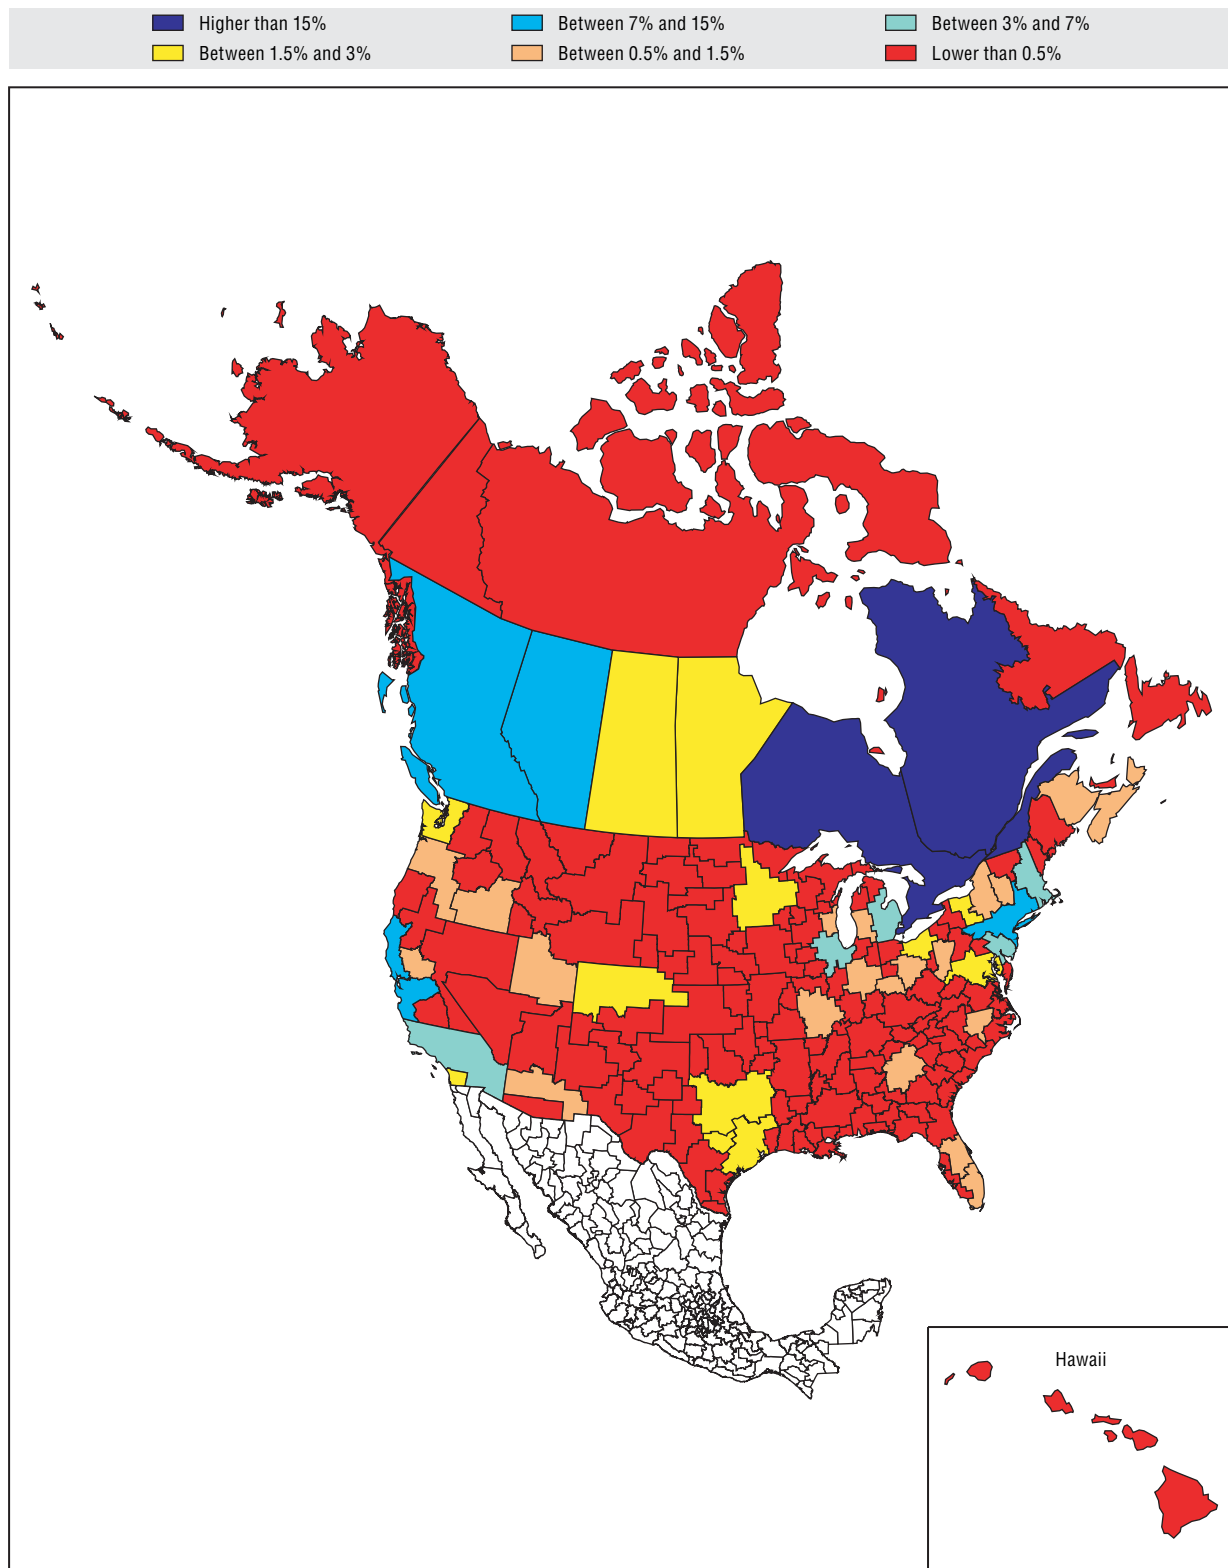 Higher than 15% Between 7% and 15% Between 3% and 7%
Between 1.5% and 3% Between 0.5% and 1.5% Lower than 0.5%
Hawaii